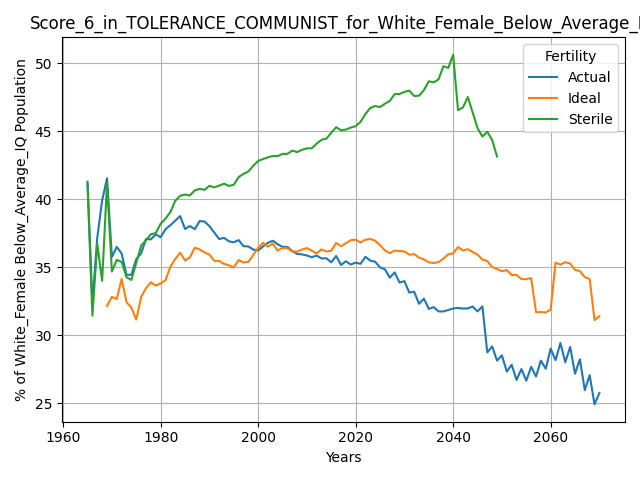 Score_6_in_TOLERANCE_COMMUNIST_for_White_Female_Below_Average_
Fertility
Actual
Ideal
Sterile
% of White_Female Below_Average_IQ Population
50
45
40
35
30
25
1960
1980
2000
2020
2040
2060
Years